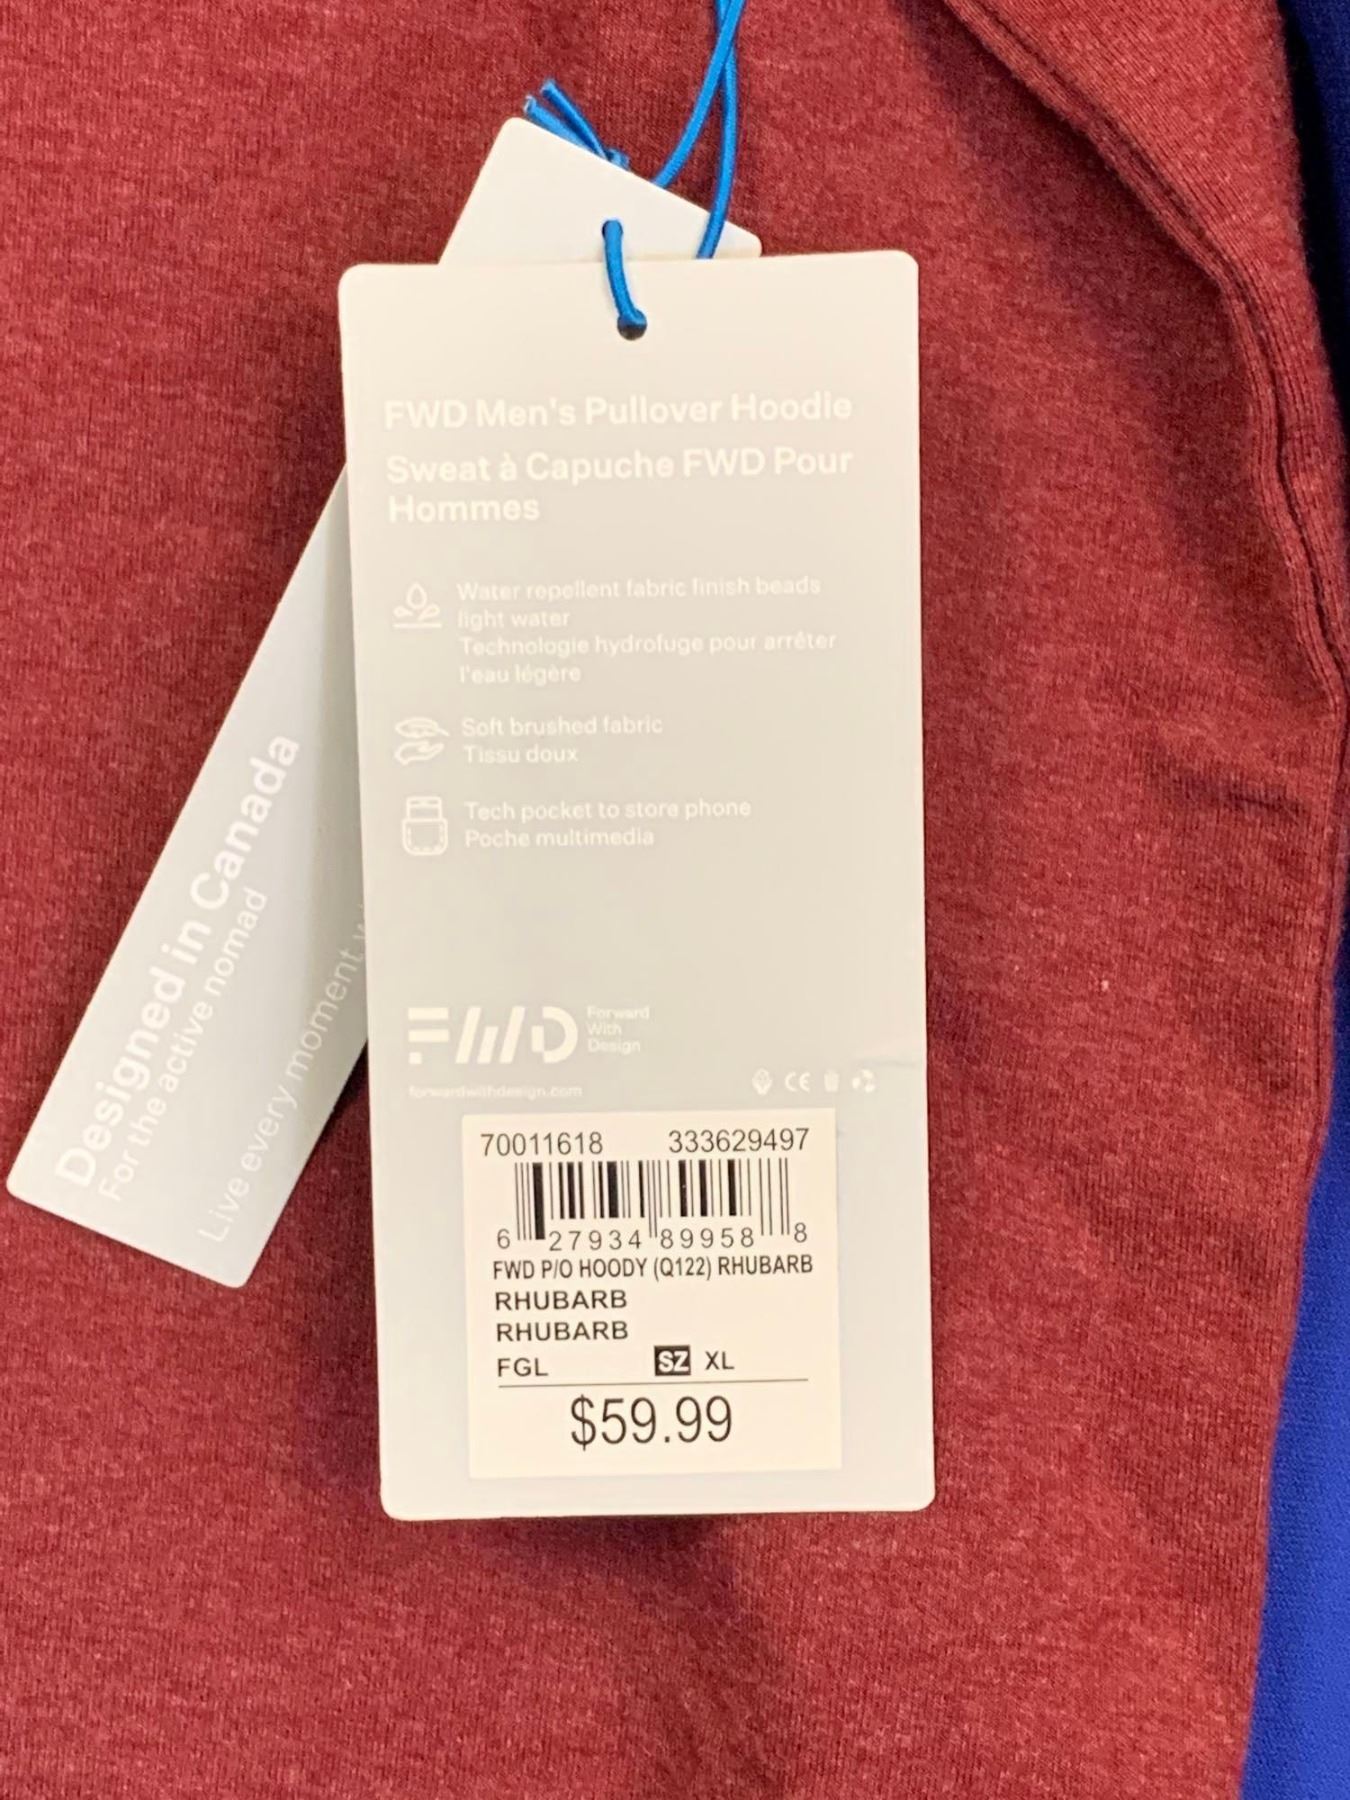 FWD Men's Pullover Hoodie
Sweat à Capuche FWD Pour
Hommes
Water repellent fabric finish beads
light water
Technologie hydrofuge pour arrêter
l'eau légère
Soft brushed fabric
Tissu doux
Tech pocket to store phone
Poche multimedia
FWD
Forward
With
Design
forwardwithdesign.com
CE
70011618 333629497
6 27934 89958 8
FWD P/O HOODY (Q122) RHUBARB
RHUBARB
RHUBARB
FGL SZ XL
$59.99
Designed in Canada
For the active nomad
Live every moment